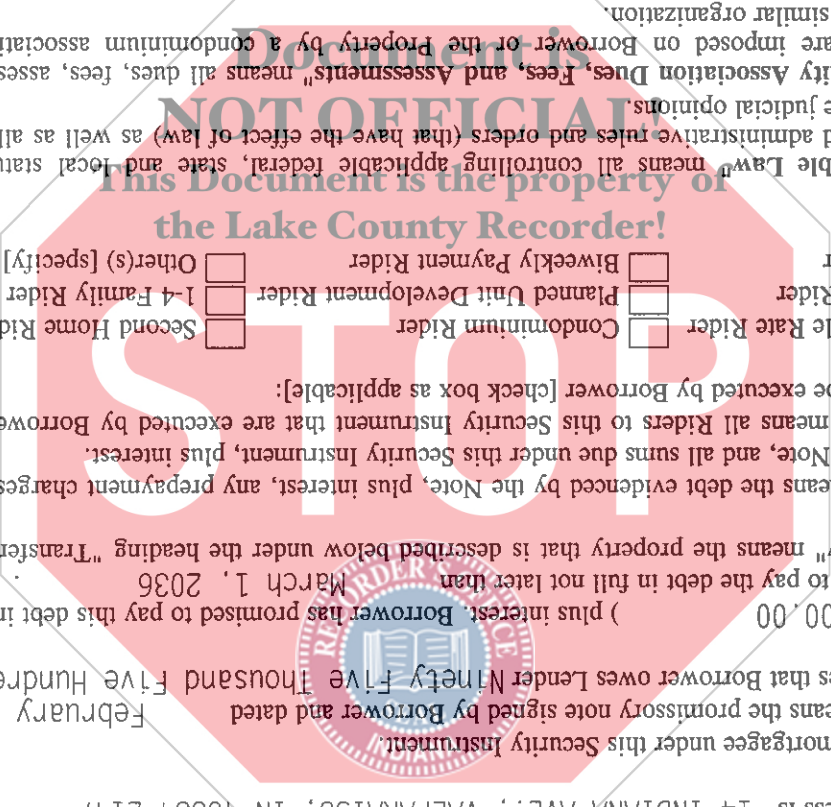 mortgagee under this Security Instrument.
eans the promissory note signed by Borrower and dated February
es that Borrower owes Lender Ninety Five Thousand Five Hundre
00.00 ) plus interest. Borrower has promised to pay this debt in
to pay the debt in full not later than March 1, 2036 .
y" means the property that is described below under the heading "Transfer
eans the debt evidenced by the Note, plus interest, any prepayment charges
Note, and all sums due under this Security Instrument, plus interest.
means all Riders to this Security Instrument that are executed by Borrowe
be executed by Borrower [check box as applicable]:
le Rate Rider Condominium Rider Second Home Rid
Rider Planned Unit Development Rider 1-4 Family Rider
r Biweekly Payment Rider Other(s) [specify]
ble Law" means all controlling applicable federal, state and local statut
d administrative rules and orders (that have the effect of law) as well as all
e judicial opinions.
ity Association Dues, Fees, and Assessments" means all dues, fees, asses
are imposed on Borrower or the Property by a condominium associati
similar organization.
Document is
NOT OFFICIAL!
This Document is the property of
the Lake County Recorder!
STOP
RECORDER'S OFFICE
INDIANA